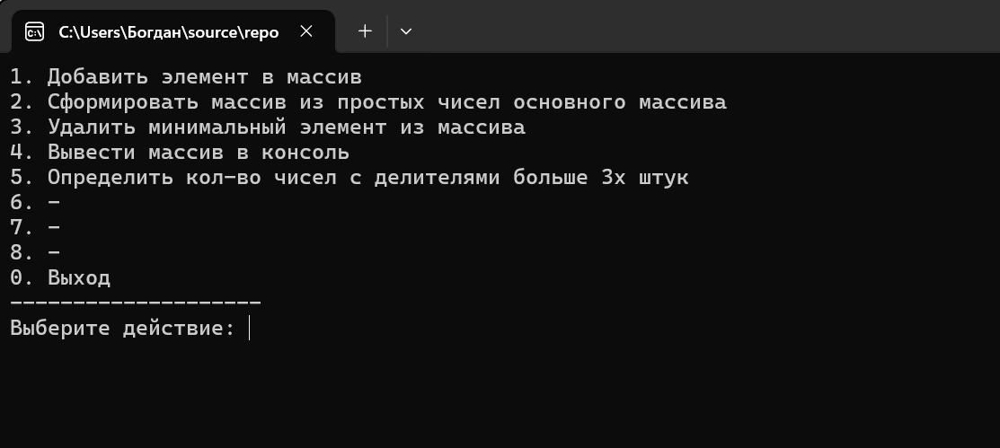 C:\Users\Богдан\source\repo
1. Добавить элемент в массив
2. Сформировать массив из простых чисел основного массива
3. Удалить минимальный элемент из массива
4. Вывести массив в консоль
5. Определить кол-во чисел с делителями больше 3х штук
6. -
7. -
8. -
0. Выход
--------------------
Выберите действие: